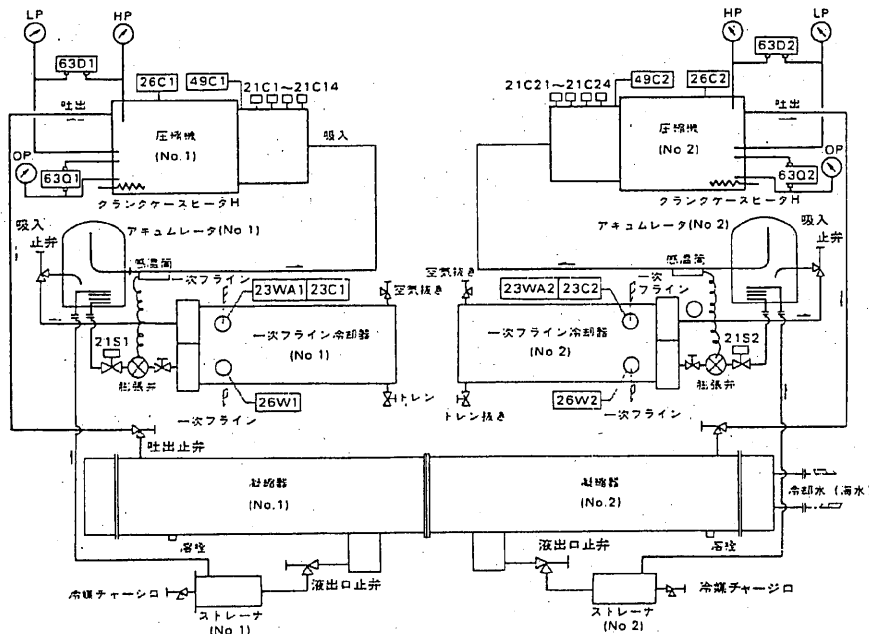 LP
HP
HP
LP
63D1
63D2
26C1
49C1
21C1～21C14
21C21～21C24
49C2
26C2
吐出
吐出
圧縮機
(No.1)
吸入
圧縮機
(No 2)
OP
63Q1
63Q2
OP
クランクケースヒータH
クランクケースヒータH
吸入
止弁
アキュムレータ(No 1)
アキュムレータ(No 2)
吸入
止弁
感温筒
一次フライン
空気抜き
空気抜き
感温筒
一次
フライン
23WA1
23C1
23WA2
23C2
一次フライン冷却器
(No 1)
一次フライン冷却器
(No 2)
21S1
21S2
膨張弁
膨張弁
26W1
26W2
トレン
トレン抜き
一次フライン
一次フライン
吐出止弁
凝縮器
(No.1)
凝縮器
(No.2)
冷却水(海水)
溶栓
溶栓
液出口止弁
液出口止弁
冷媒チャージロ
冷媒チャージロ
ストレーナ
(No 1)
ストレーナ
(No 2)